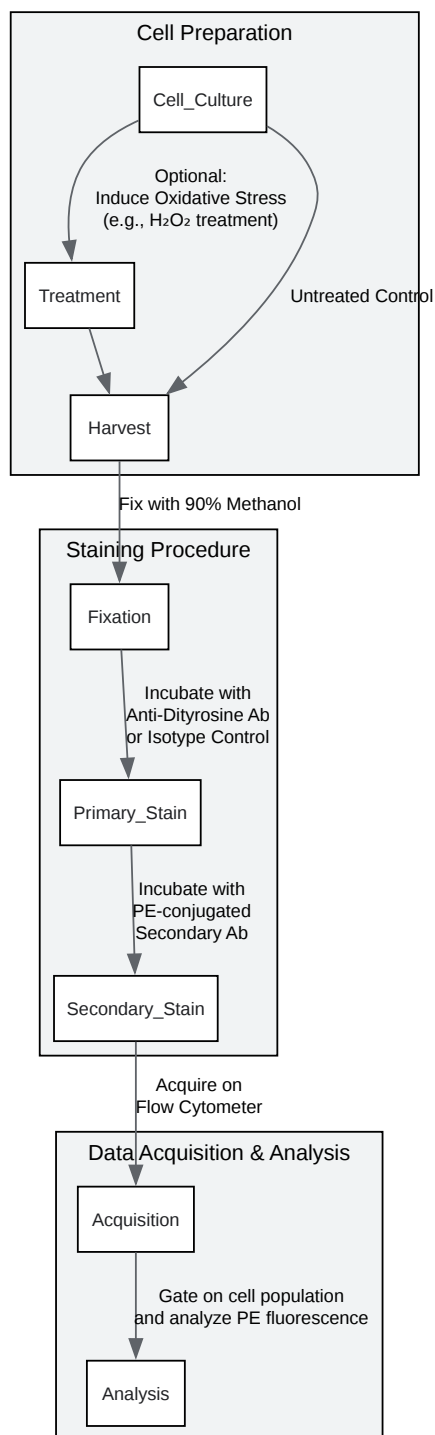 Cell Preparation
Cell_Culture
Optional:
Induce Oxidative Stress
(e.g., H₂O₂ treatment)
Treatment
Untreated Control
Harvest
Fix with 90% Methanol
Staining Procedure
Fixation
Incubate with
Anti-Dityrosine Ab
or Isotype Control
Primary_Stain
Incubate with
PE-conjugated
Secondary Ab
Secondary_Stain
Acquire on
Flow Cytometer
Data Acquisition & Analysis
Acquisition
Gate on cell population
and analyze PE fluorescence
Analysis